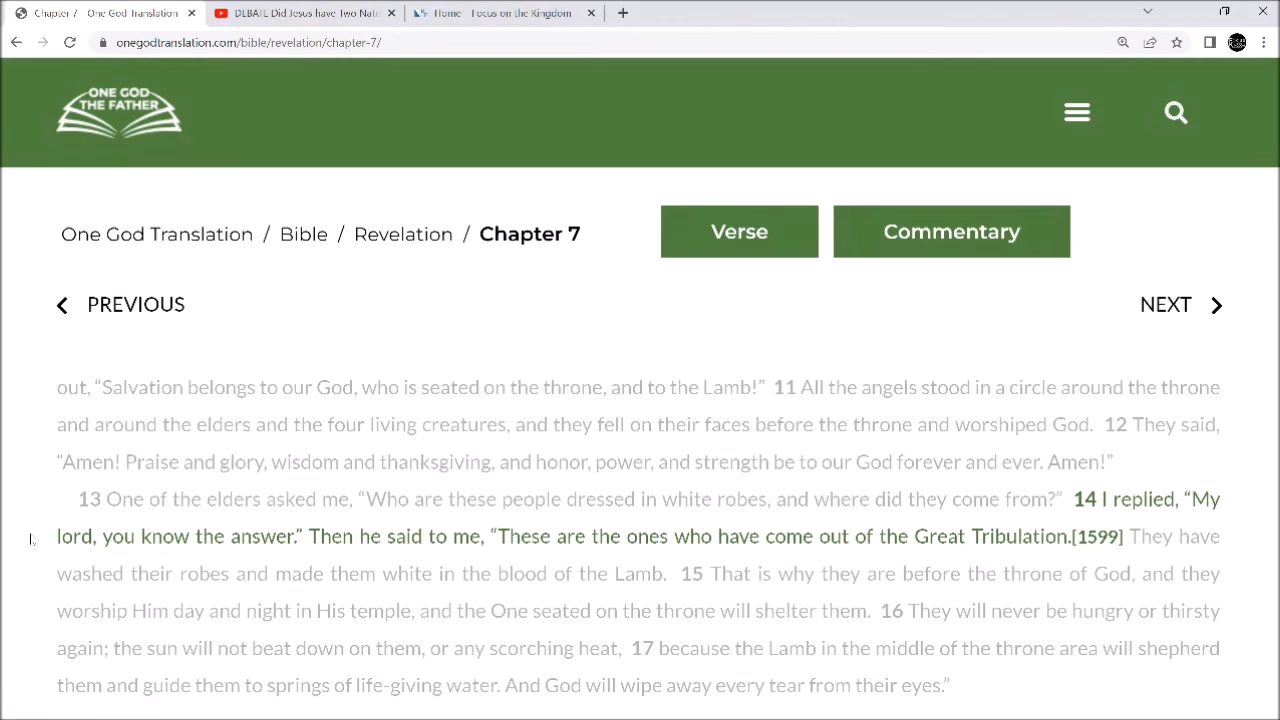 Chapter 7 One God Translation
DEBATE Did Jesus have Two Nat
Home Focus on the Kingdom
onegodtranslation.com/bible/revelation/chapter-7/
ONE GOD
THE FATHER
One God Translation / Bible / Revelation / Chapter 7
Verse
Commentary
PREVIOUS
NEXT
out, “Salvation belongs to our God, who is seated on the throne, and to the Lamb!” 11 All the angels stood in a circle around the throne
and around the elders and the four living creatures, and they fell on their faces before the throne and worshiped God. 12 They said,
“Amen! Praise and glory, wisdom and thanksgiving, and honor, power, and strength be to our God forever and ever. Amen!”
13 One of the elders asked me, “Who are these people dressed in white robes, and where did they come from?” 14 I replied, “My
lord, you know the answer.” Then he said to me, “These are the ones who have come out of the Great Tribulation.[1599] They have
washed their robes and made them white in the blood of the Lamb. 15 That is why they are before the throne of God, and they
worship Him day and night in His temple, and the One seated on the throne will shelter them. 16 They will never be hungry or thirsty
again; the sun will not beat down on them, or any scorching heat, 17 because the Lamb in the middle of the throne area will shepherd
them and guide them to springs of life-giving water. And God will wipe away every tear from their eyes.”